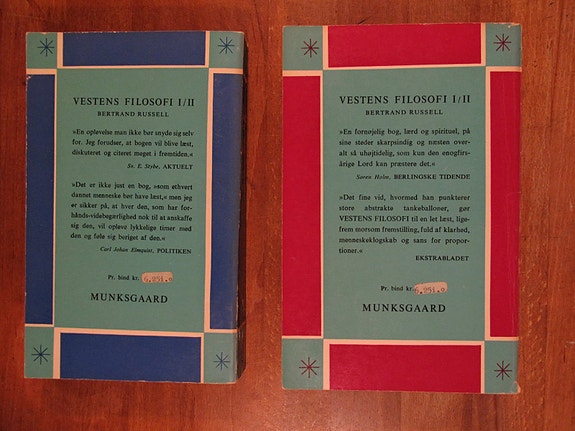 VESTENS FILOSOFI I/II
BERTRAND RUSSELL
»En oplevelse man ikke bør snyde sig selv
for. Jeg forudser, at bogen vil blive læst,
diskuteret og citeret meget i fremtiden.«
Sv. E. Stybe, AKTUELT
»Det er ikke just en bog, »som ethvert
dannet menneske bør have læst,« men jeg
er sikker på, at hver den, som har for-
hånds-videbegærlighed nok til at anskaffe
sig den, vil opleve lykkelige timer med
den og føle sig beriget af den.«
Carl Johan Elmquist, POLITIKEN
Pr. bind kr.
MUNKSGAARD
VESTENS FILOSOFI I/II
BERTRAND RUSSELL
»En fornøjelig bog, lærd og spirituel, på
sine steder skarpsindig og næsten over-
alt så uhøjtidelig, som kun den enogfirs-
årige Lord kan præstere det.«
Søren Holm, BERLINGSKE TIDENDE
»Det fine vid, hvormed han punkterer
store abstrakte tankeballoner, gør
VESTENS FILOSOFI til en let læst, lige-
frem morsom fremstilling, fuld af klarhed,
menneskeklogskab og sans for propor-
tioner.«
EKSTRABLADET
Pr. bind kr.
MUNKSGAARD